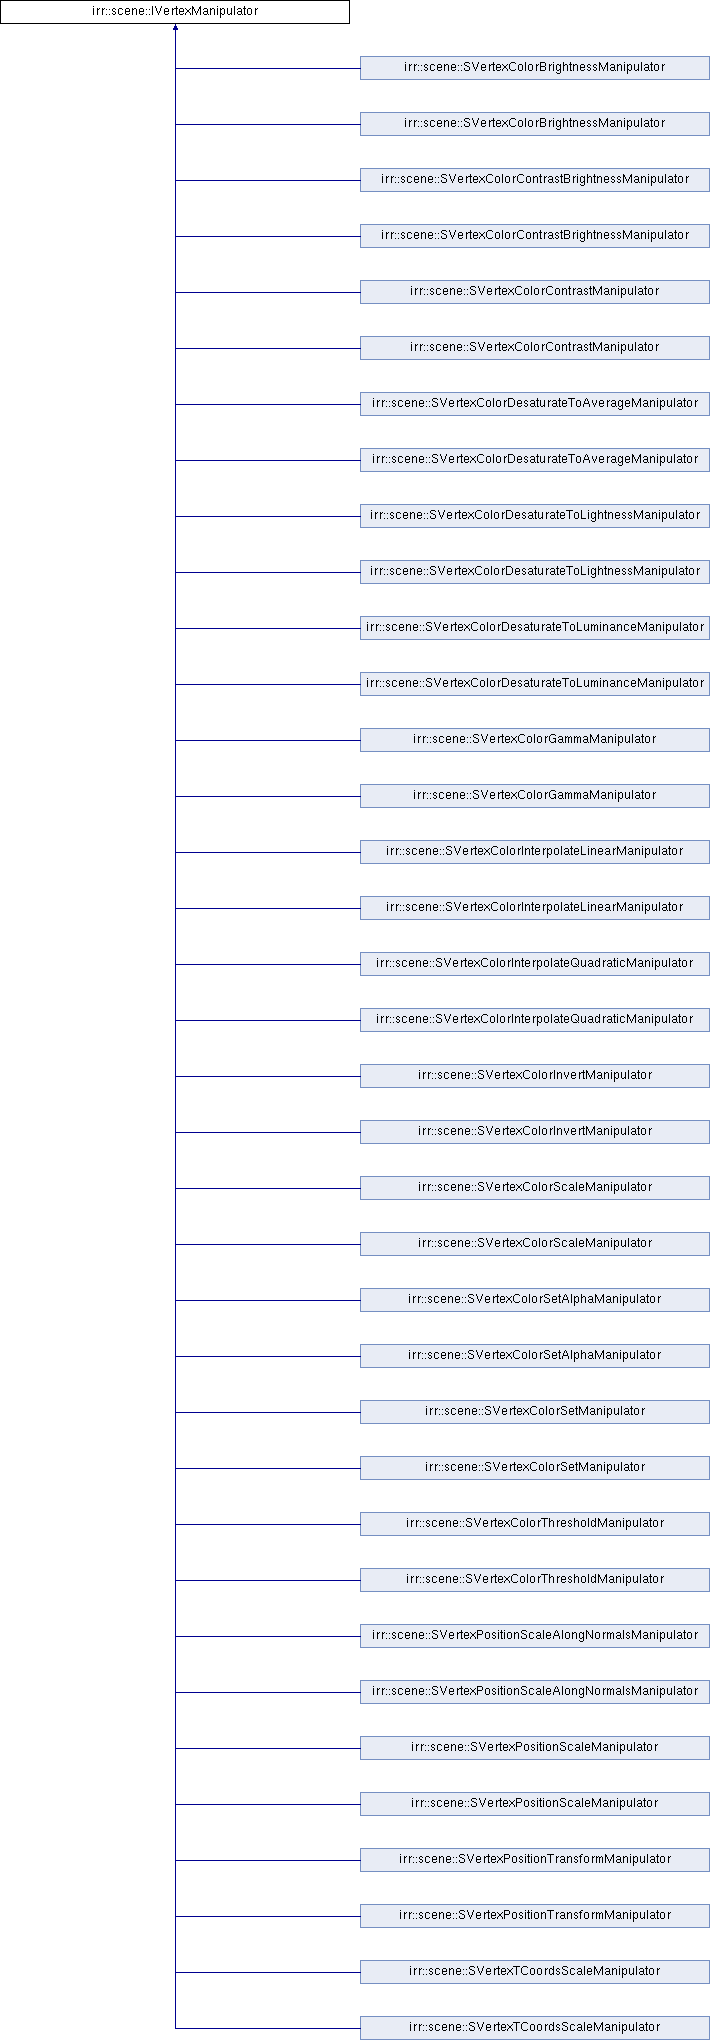 irr::scene::IVertexManipulator
irr::scene::SVertexColorBrightnessManipulator
irr::scene::SVertexColorBrightnessManipulator
irr::scene::SVertexColorContrastBrightnessManipulator
irr::scene::SVertexColorContrastBrightnessManipulator
irr::scene::SVertexColorContrastManipulator
irr::scene::SVertexColorContrastManipulator
irr::scene::SVertexColorDesaturateToAverageManipulator
irr::scene::SVertexColorDesaturateToAverageManipulator
irr::scene::SVertexColorDesaturateToLightnessManipulator
irr::scene::SVertexColorDesaturateToLightnessManipulator
irr::scene::SVertexColorDesaturateToLuminanceManipulator
irr::scene::SVertexColorDesaturateToLuminanceManipulator
irr::scene::SVertexColorGammaManipulator
irr::scene::SVertexColorGammaManipulator
irr::scene::SVertexColorInterpolateLinearManipulator
irr::scene::SVertexColorInterpolateLinearManipulator
irr::scene::SVertexColorInterpolateQuadraticManipulator
irr::scene::SVertexColorInterpolateQuadraticManipulator
irr::scene::SVertexColorInvertManipulator
irr::scene::SVertexColorInvertManipulator
irr::scene::SVertexColorScaleManipulator
irr::scene::SVertexColorScaleManipulator
irr::scene::SVertexColorSetAlphaManipulator
irr::scene::SVertexColorSetAlphaManipulator
irr::scene::SVertexColorSetManipulator
irr::scene::SVertexColorSetManipulator
irr::scene::SVertexColorThresholdManipulator
irr::scene::SVertexColorThresholdManipulator
irr::scene::SVertexPositionScaleAlongNormalsManipulator
irr::scene::SVertexPositionScaleAlongNormalsManipulator
irr::scene::SVertexPositionScaleManipulator
irr::scene::SVertexPositionScaleManipulator
irr::scene::SVertexPositionTransformManipulator
irr::scene::SVertexPositionTransformManipulator
irr::scene::SVertexTCoordsScaleManipulator
irr::scene::SVertexTCoordsScaleManipulator